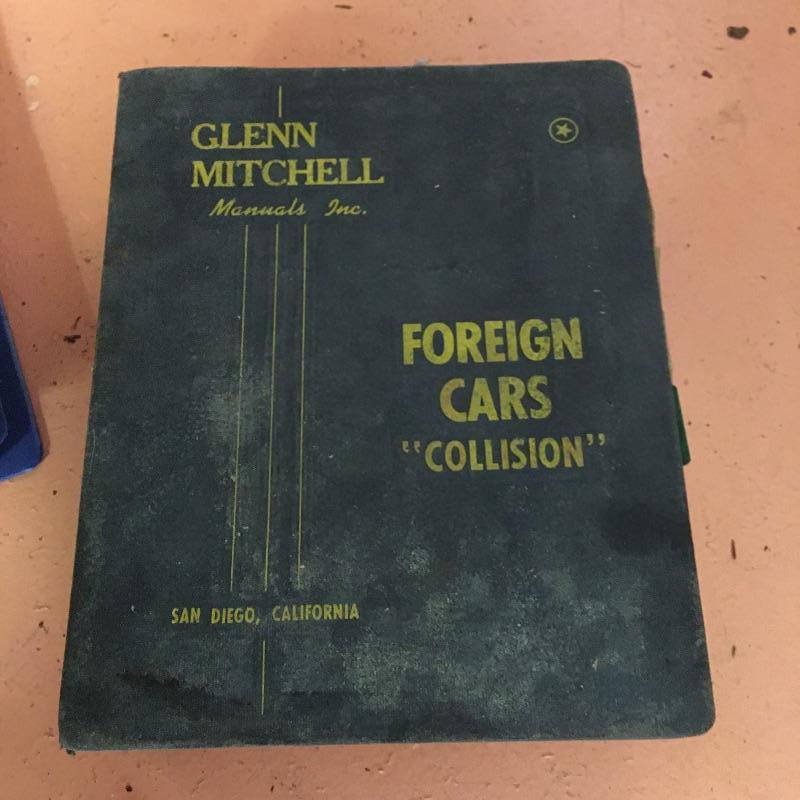 GLENN
MITCHELL
Manuals Inc.
FOREIGN
CARS
“COLLISION”
SAN DIEGO, CALIFORNIA